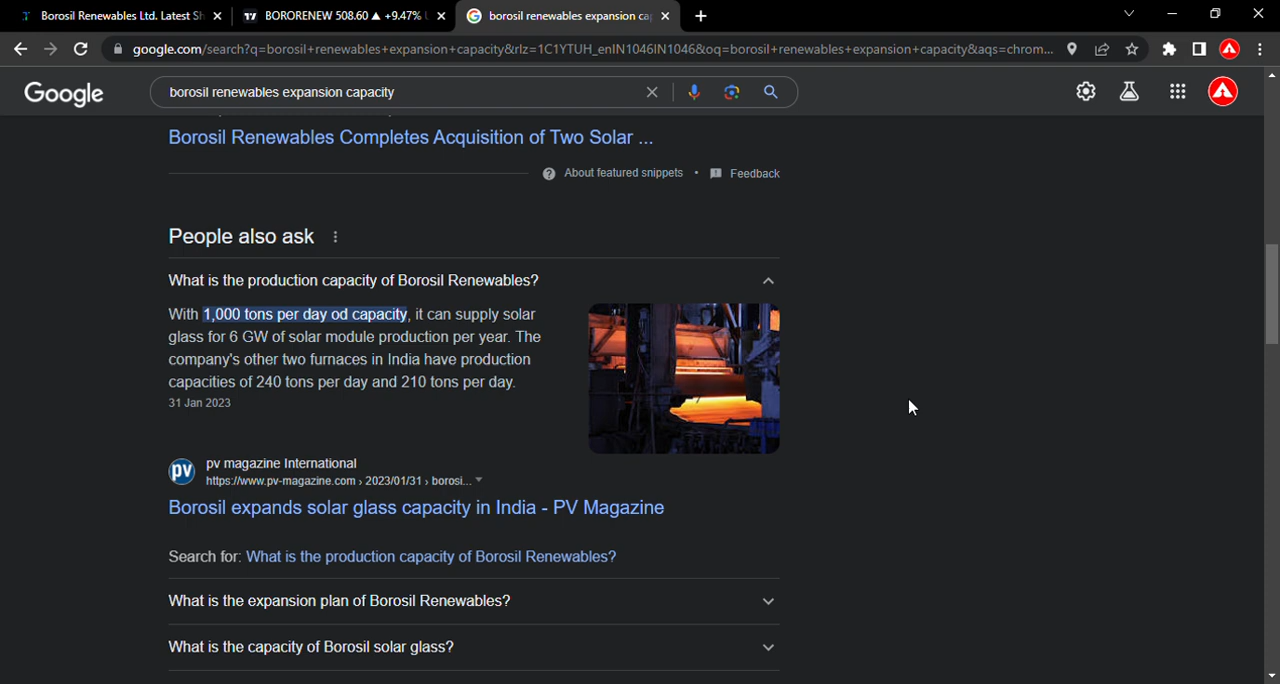 Borosil Renewables Ltd. Latest Sh
BORORENEW 508.60 ▲ +9.47%
borosil renewables expansion ca
google.com/search?q=borosil+renewables+expansion+capacity&rlz=1C1YTUH_enIN1046IN1046&oq=borosil+renewables+expansion+capacity&aqs=chrom...
Google
borosil renewables expansion capacity
Borosil Renewables Completes Acquisition of Two Solar ...
About featured snippets • Feedback
People also ask
What is the production capacity of Borosil Renewables?
With 1,000 tons per day od capacity, it can supply solar
glass for 6 GW of solar module production per year. The
company's other two furnaces in India have production
capacities of 240 tons per day and 210 tons per day.
31 Jan 2023
pv
pv magazine International
https://www.pv-magazine.com › 2023/01/31 › borosi...
Borosil expands solar glass capacity in India - PV Magazine
Search for: What is the production capacity of Borosil Renewables?
What is the expansion plan of Borosil Renewables?
What is the capacity of Borosil solar glass?